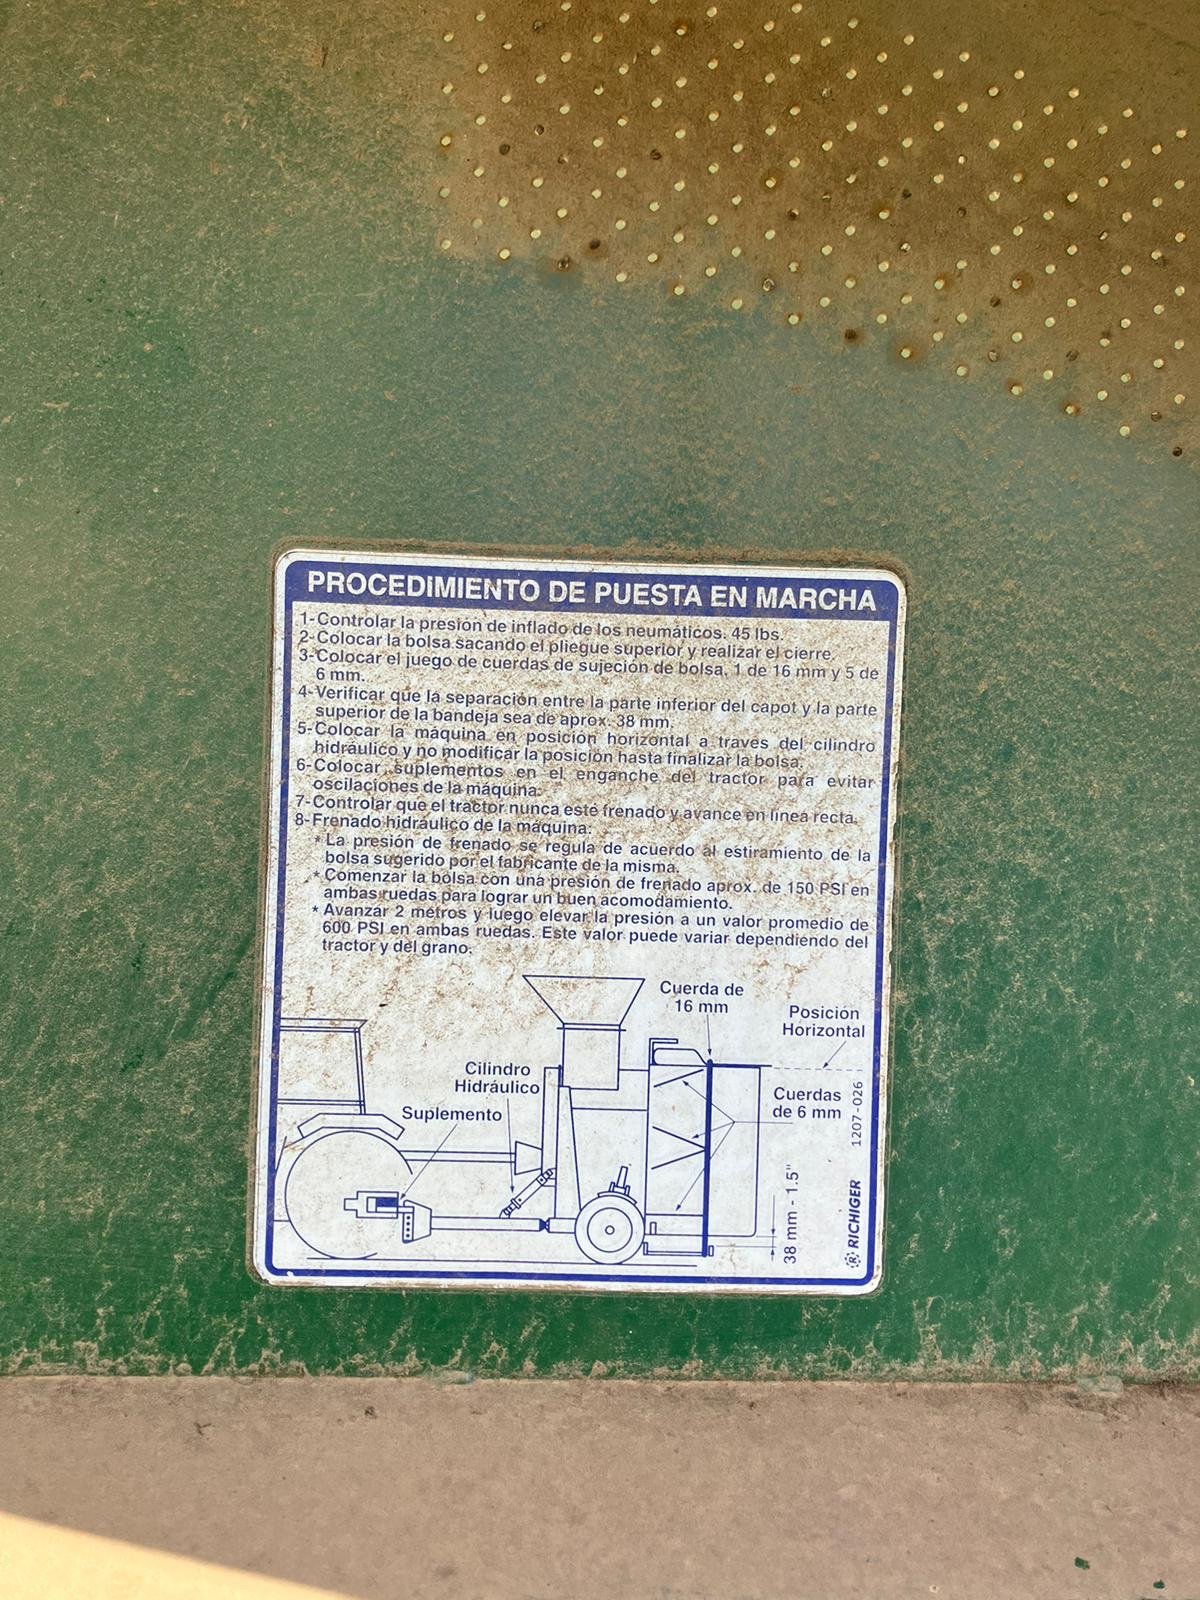 PROCEDIMIENTO DE PUESTA EN MARCHA
1-Controlar la presión de inflado de los neumáticos. 45 lbs.
2-Colocar la bolsa sacando el pliegue superior y realizar el cierre.
3-Colocar el juego de cuerdas de sujeción de bolsa. 1 de 16 mm y 5 de
6 mm.
4-Verificar que la separación entre la parte inferior del capot y la parte
superior de la bandeja sea de aprox. 38 mm.
5-Colocar la máquina en posición horizontal a través del cilindro
hidráulico y no modificar la posición hasta finalizar la bolsa.
6-Colocar suplementos en el enganche del tractor para evitar
oscilaciones de la máquina.
7-Controlar que el tractor nunca esté frenado y avance en línea recta.
8-Frenado hidráulico de la máquina:
* La presión de frenado se regula de acuerdo al estiramiento de la
bolsa sugerido por el fabricante de la misma.
* Comenzar la bolsa con una presión de frenado aprox. de 150 PSI en
ambas ruedas para lograr un buen acomodamiento.
* Avanzar 2 metros y luego elevar la presión a un valor promedio de
600 PSI en ambas ruedas. Este valor puede variar dependiendo del
tractor y del grano.
Cuerda de
16 mm
Posición
Horizontal
Cilindro
Hidráulico
Suplemento
Cuerdas
de 6 mm
1207-026
38 mm - 1.5"
R RICHIGER